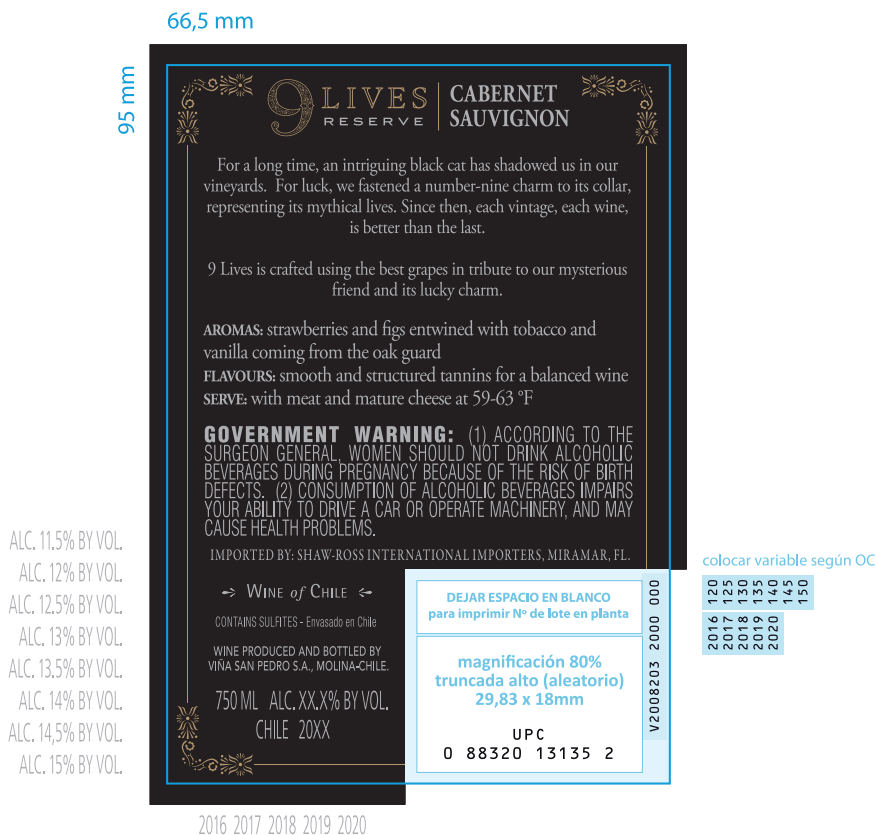 66,5 mm
95 mm
9 LIVES
RESERVE
CABERNET
SAUVIGNON
For a long time, an intriguing black cat has shadowed us in our
vineyards. For luck, we fastened a number-nine charm to its collar,
representing its mythical lives. Since then, each vintage, each wine,
is better than the last.
9 Lives is crafted using the best grapes in tribute to our mysterious
friend and its lucky charm.
AROMAS: strawberries and figs entwined with tobacco and
vanilla coming from the oak guard
FLAVOURS: smooth and structured tannins for a balanced wine
SERVE: with meat and mature cheese at 59-63 °F
GOVERNMENT WARNING: (1) ACCORDING TO THE
SURGEON GENERAL, WOMEN SHOULD NOT DRINK ALCOHOLIC
BEVERAGES DURING PREGNANCY BECAUSE OF THE RISK OF BIRTH
DEFECTS. (2) CONSUMPTION OF ALCOHOLIC BEVERAGES IMPAIRS
YOUR ABILITY TO DRIVE A CAR OR OPERATE MACHINERY, AND MAY
CAUSE HEALTH PROBLEMS.
IMPORTED BY: SHAW-ROSS INTERNATIONAL IMPORTERS, MIRAMAR, FL.
WINE of CHILE
CONTAINS SULFITES - Envasado en Chile
WINE PRODUCED AND BOTTLED BY
VIÑA SAN PEDRO S.A., MOLINA-CHILE.
750 ML ALC. XX.X% BY VOL.
CHILE 20XX
DEJAR ESPACIO EN BLANCO
para imprimir Nº de lote en planta
magnificación 80%
truncada alto (aleatorio)
29,83 x 18mm
UPC
0 88320 13135 2
V2008203 2000 000
colocar variable según OC
120
125
130
135
140
145
150
2016
2017
2018
2019
2020
ALC. 11.5% BY VOL.
ALC. 12% BY VOL.
ALC. 12.5% BY VOL.
ALC. 13% BY VOL.
ALC. 13.5% BY VOL.
ALC. 14% BY VOL.
ALC. 14,5% BY VOL.
ALC. 15% BY VOL.
2016 2017 2018 2019 2020